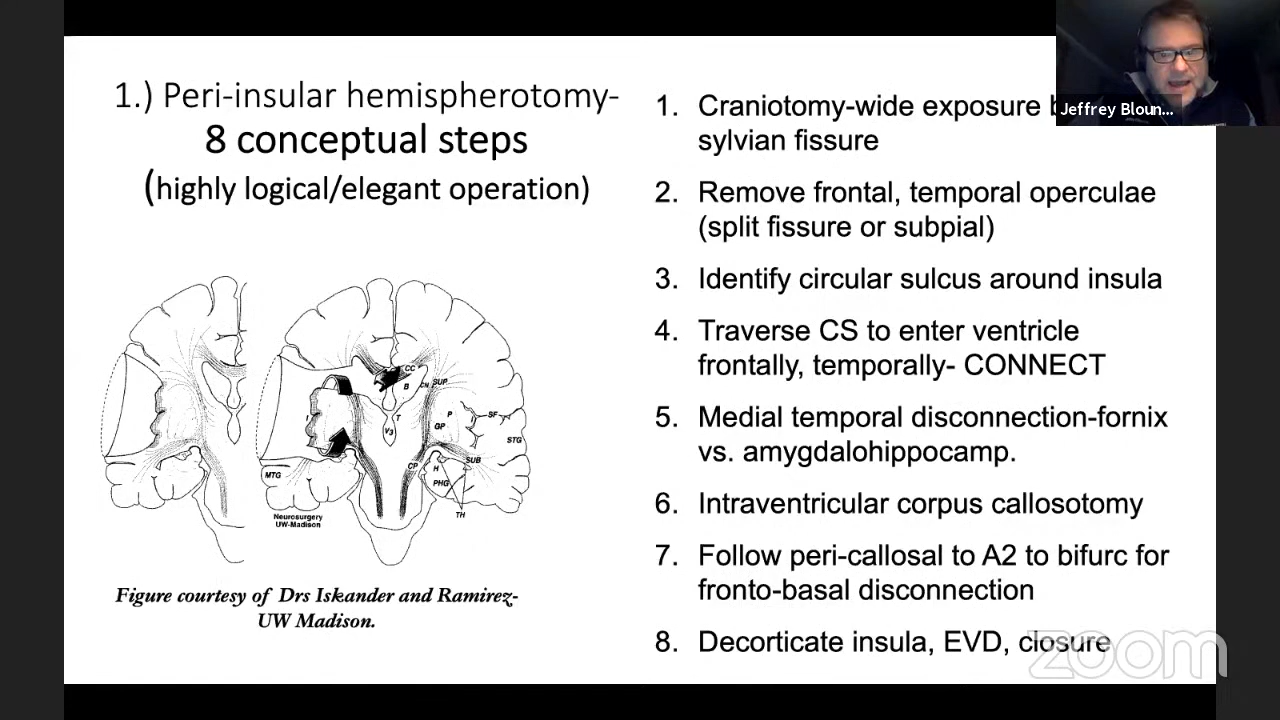 1.) Peri-insular hemispherotomy-
8 conceptual steps
(highly logical/elegant operation)
1. Craniotomy-wide exposure
sylvian fissure
2. Remove frontal, temporal operculae
(split fissure or subpial)
3. Identify circular sulcus around insula
4. Traverse CS to enter ventricle
frontally, temporally- CONNECT
5. Medial temporal disconnection-fornix
vs. amygdalohippocamp.
6. Intraventricular corpus callosotomy
7. Follow peri-callosal to A2 to bifurc for
fronto-basal disconnection
8. Decorticate insula, EVD, closure
CC
B
CN
SUP
I
T
V3
P
GP
SF
STG
MTG
CP
H
SUB
PHG
TH
Neurosurgery
UW-Madison
Figure courtesy of Drs Iskander and Ramirez-
UW Madison.
Jeffrey Bloun...
zoom